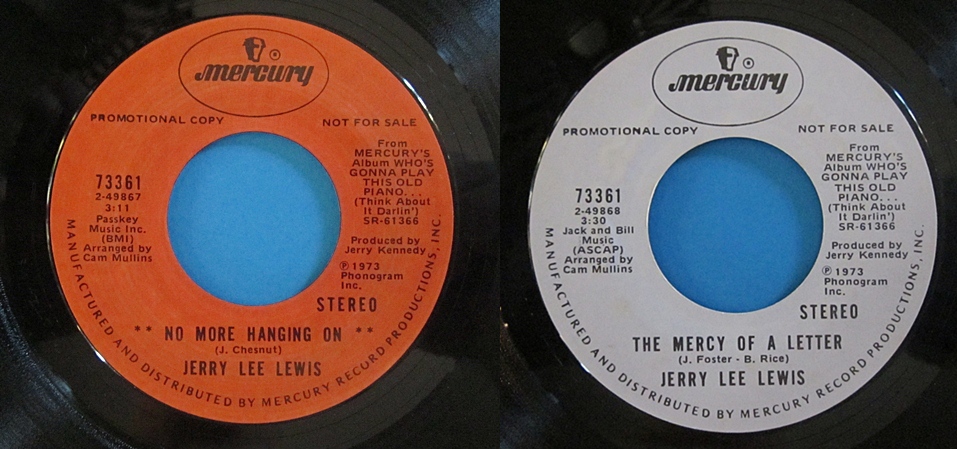 mercury
PROMOTIONAL COPY
NOT FOR SALE
73361
2-49867
3:11
Passkey
Music Inc.
(BMI)
Arranged by
Cam Mullins
From
MERCURY'S
Album WHO'S
GONNA PLAY
THIS OLD
PIANO...
(Think About
It Darlin')
SR-61366
Produced by
Jerry Kennedy
℗ 1973
Phonogram
Inc.
STEREO
** NO MORE HANGING ON **
(J. Chesnut)
JERRY LEE LEWIS
MANUFACTURED AND DISTRIBUTED BY MERCURY RECORD PRODUCTIONS, INC.
mercury
PROMOTIONAL COPY
NOT FOR SALE
73361
2-49868
3:30
Jack and Bill
Music
(ASCAP)
Arranged by
Cam Mullins
From
MERCURY'S
Album WHO'S
GONNA PLAY
THIS OLD
PIANO...
(Think About
It Darlin')
SR-61366
Produced by
Jerry Kennedy
℗ 1973
Phonogram
Inc.
STEREO
THE MERCY OF A LETTER
(J. Foster - B. Rice)
JERRY LEE LEWIS
MANUFACTURED AND DISTRIBUTED BY MERCURY RECORD PRODUCTIONS, INC.